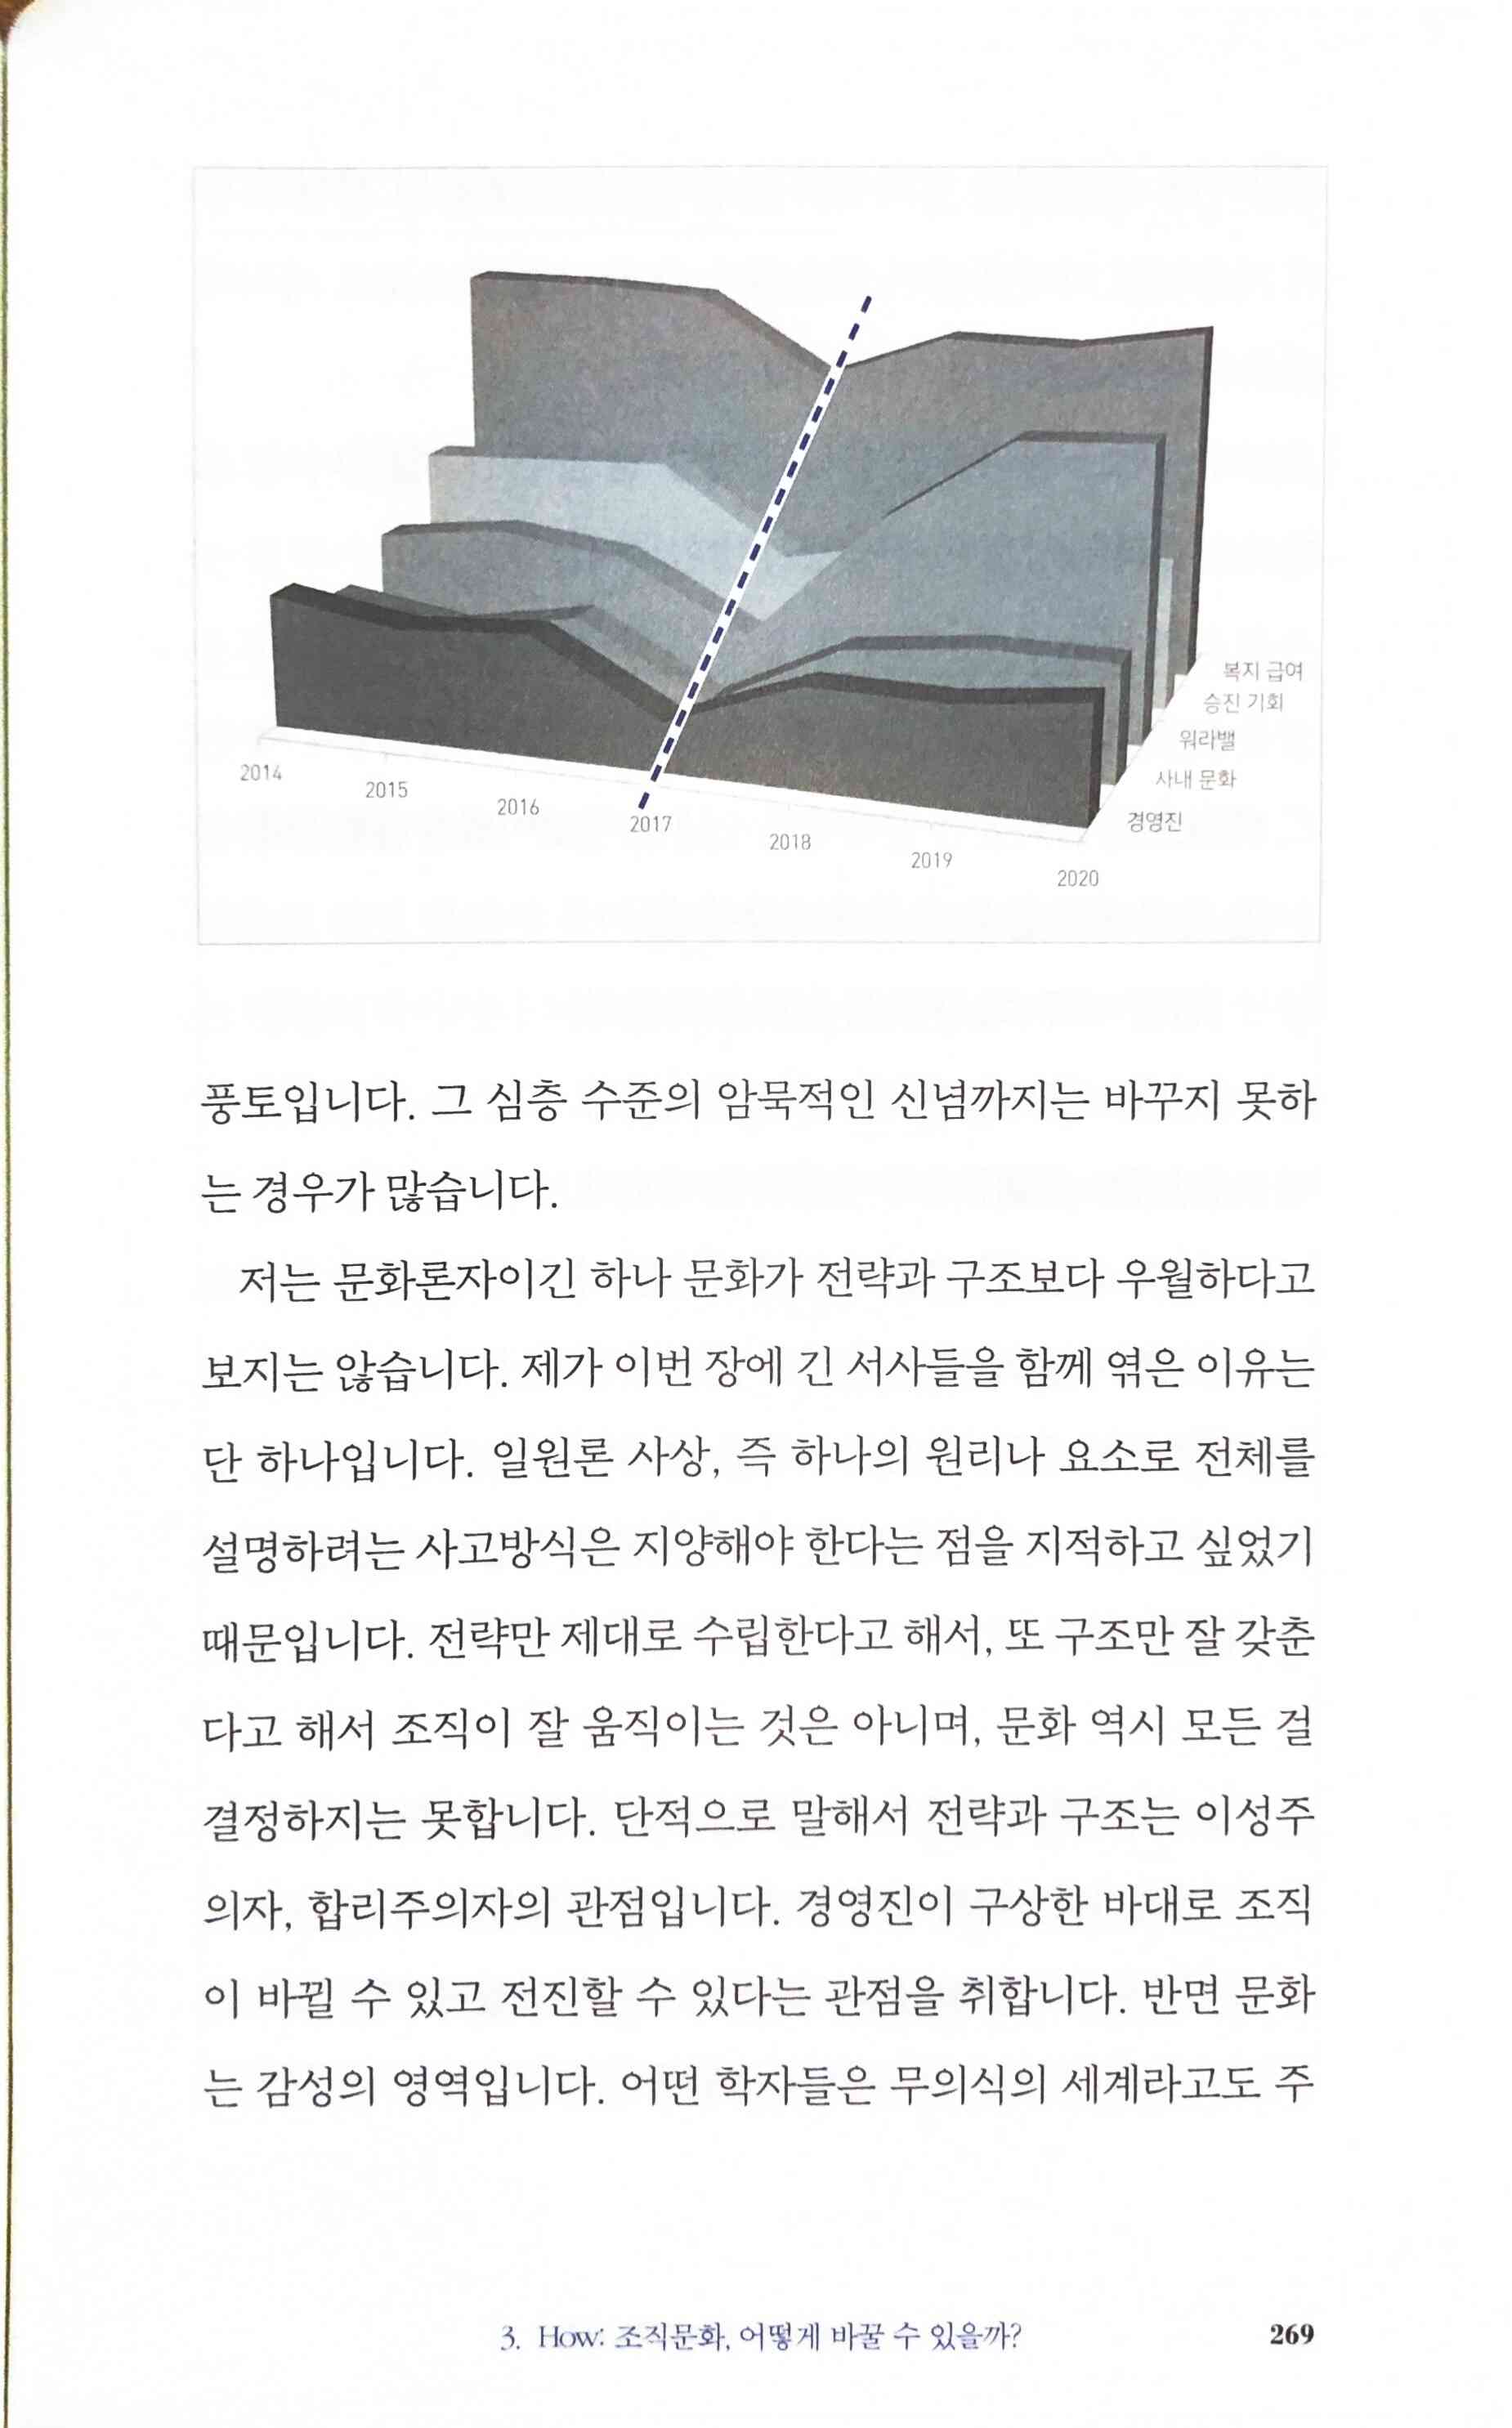 복지 급여
승진 기회
워라밸
사내 문화
경영진
2014
2015
2016
2017
2018
2019
2020
풍토입니다. 그 심층 수준의 암묵적인 신념까지는 바꾸지 못하
는 경우가 많습니다.
저는 문화론자이긴 하나 문화가 전략과 구조보다 우월하다고
보지는 않습니다. 제가 이번 장에 긴 서사들을 함께 엮은 이유는
단 하나입니다. 일원론 사상, 즉 하나의 원리나 요소로 전체를
설명하려는 사고방식은 지양해야 한다는 점을 지적하고 싶었기
때문입니다. 전략만 제대로 수립한다고 해서, 또 구조만 잘 갖춘
다고 해서 조직이 잘 움직이는 것은 아니며, 문화 역시 모든 걸
결정하지는 못합니다. 단적으로 말해서 전략과 구조는 이성주
의자, 합리주의자의 관점입니다. 경영진이 구상한 바대로 조직
이 바뀔 수 있고 전진할 수 있다는 관점을 취합니다. 반면 문화
는 감성의 영역입니다. 어떤 학자들은 무의식의 세계라고도 주
3. How: 조직문화, 어떻게 바꿀 수 있을까? 269